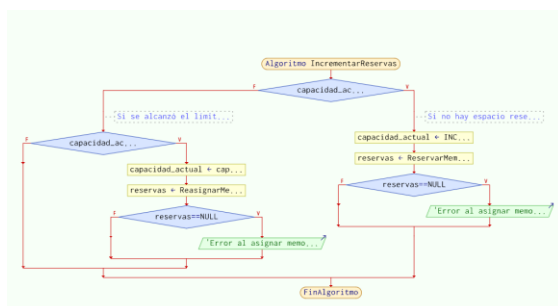 Algoritmo IncrementarReservas
capacidad_ac...
F
V
Si se alcanzó el limit...
Si no hay espacio rese...
F
capacidad_ac...
V
capacidad_actual ← INC...
capacidad_actual ← cap...
reservas ← ReservarMem...
reservas ← ReasignarMe...
F
reservas==NULL
V
F
reservas==NULL
V
'Error al asignar memo...
'Error al asignar memo...
FinAlgoritmo